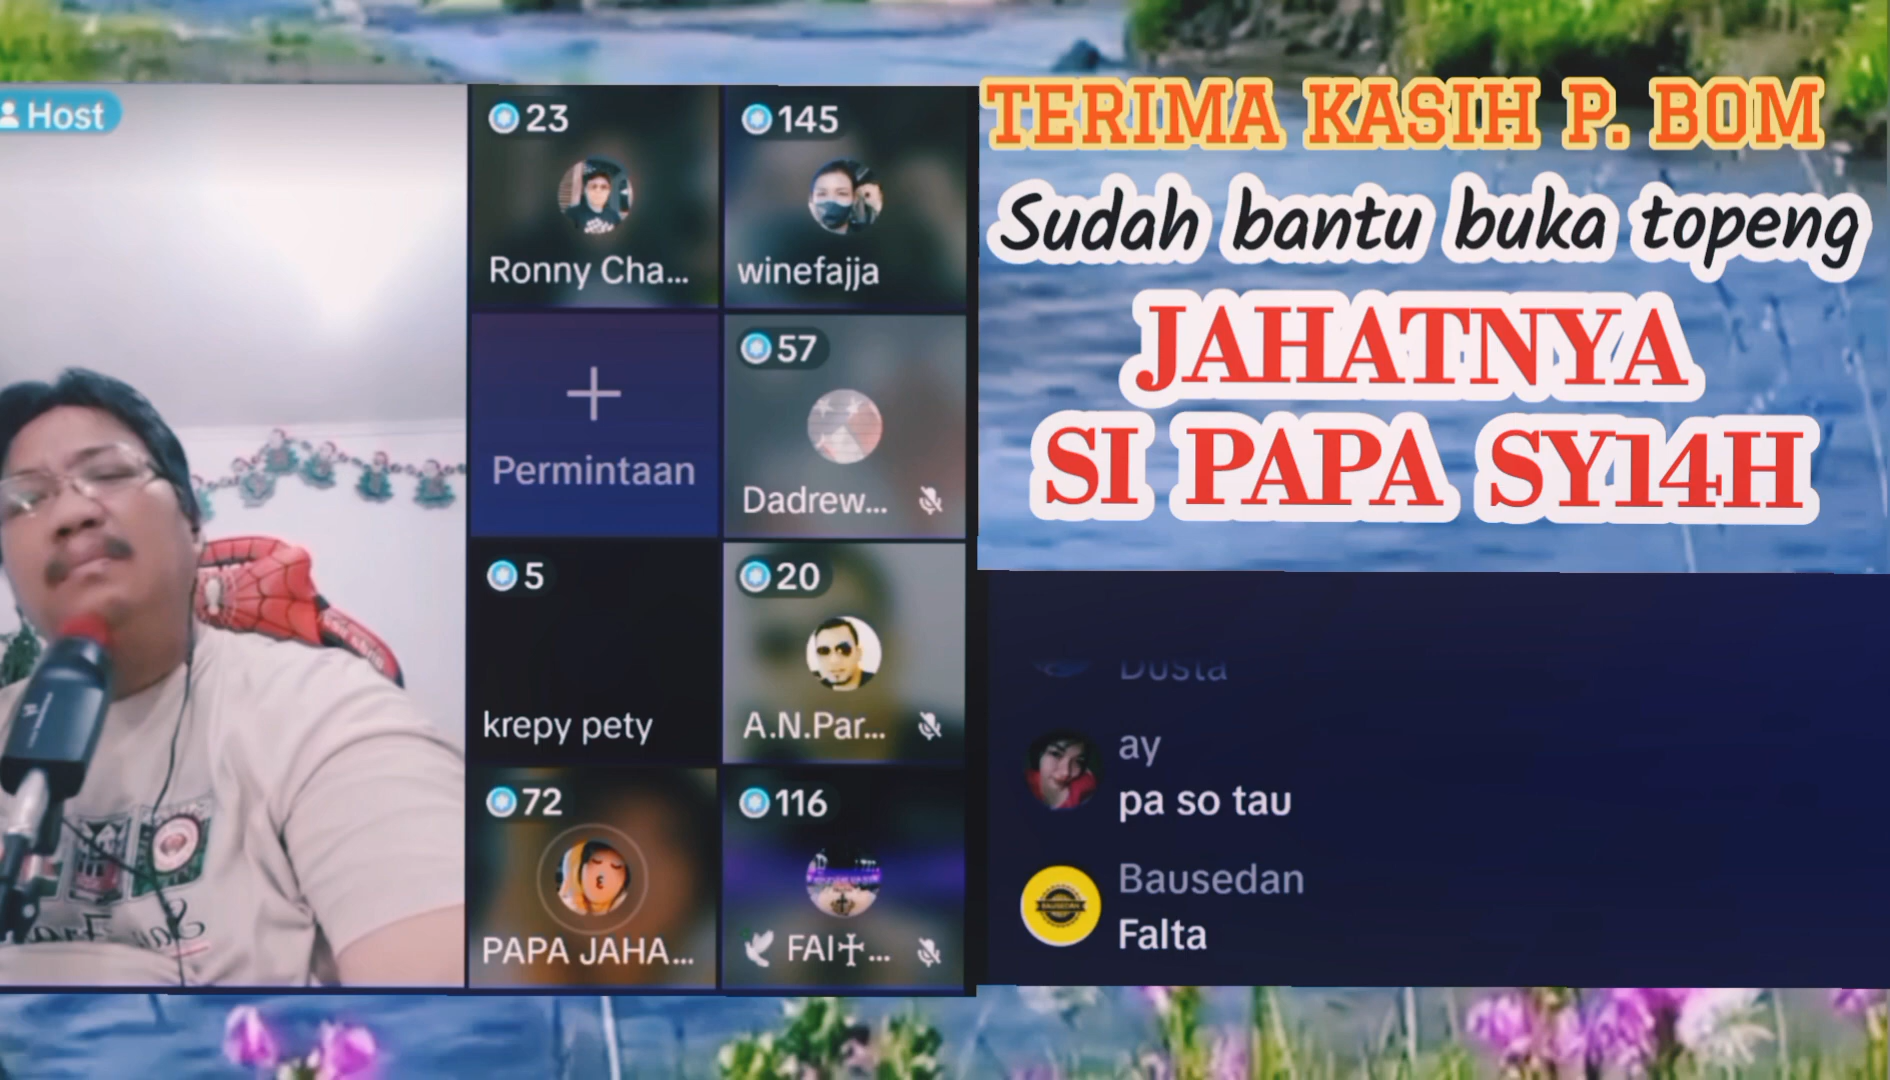 Host
23
Ronny Cha...
145
winefajja
Permintaan
57
Dadrew...
5
krepy pety
20
A.N.Par...
72
PAPA JAHA...
116
FAI✝...
TERIMA KASIH P. BOM
Sudah bantu buka topeng
JAHATNYA
SI PAPA SY14H
Dusta
ay
pa so tau
Bausedan
Falta